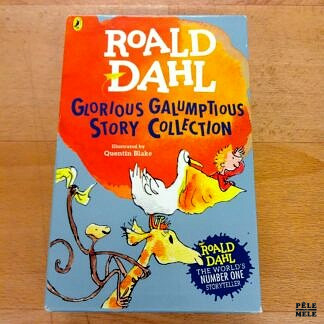 ROALD
DAHL
GLORIOUS GALUMPTIOUS
STORY COLLECTION
Illustrated by
Quentin Blake
ROALD
DAHL
THE WORLD'S
NUMBER ONE
STORYTELLER
PÊLE
MÊLE